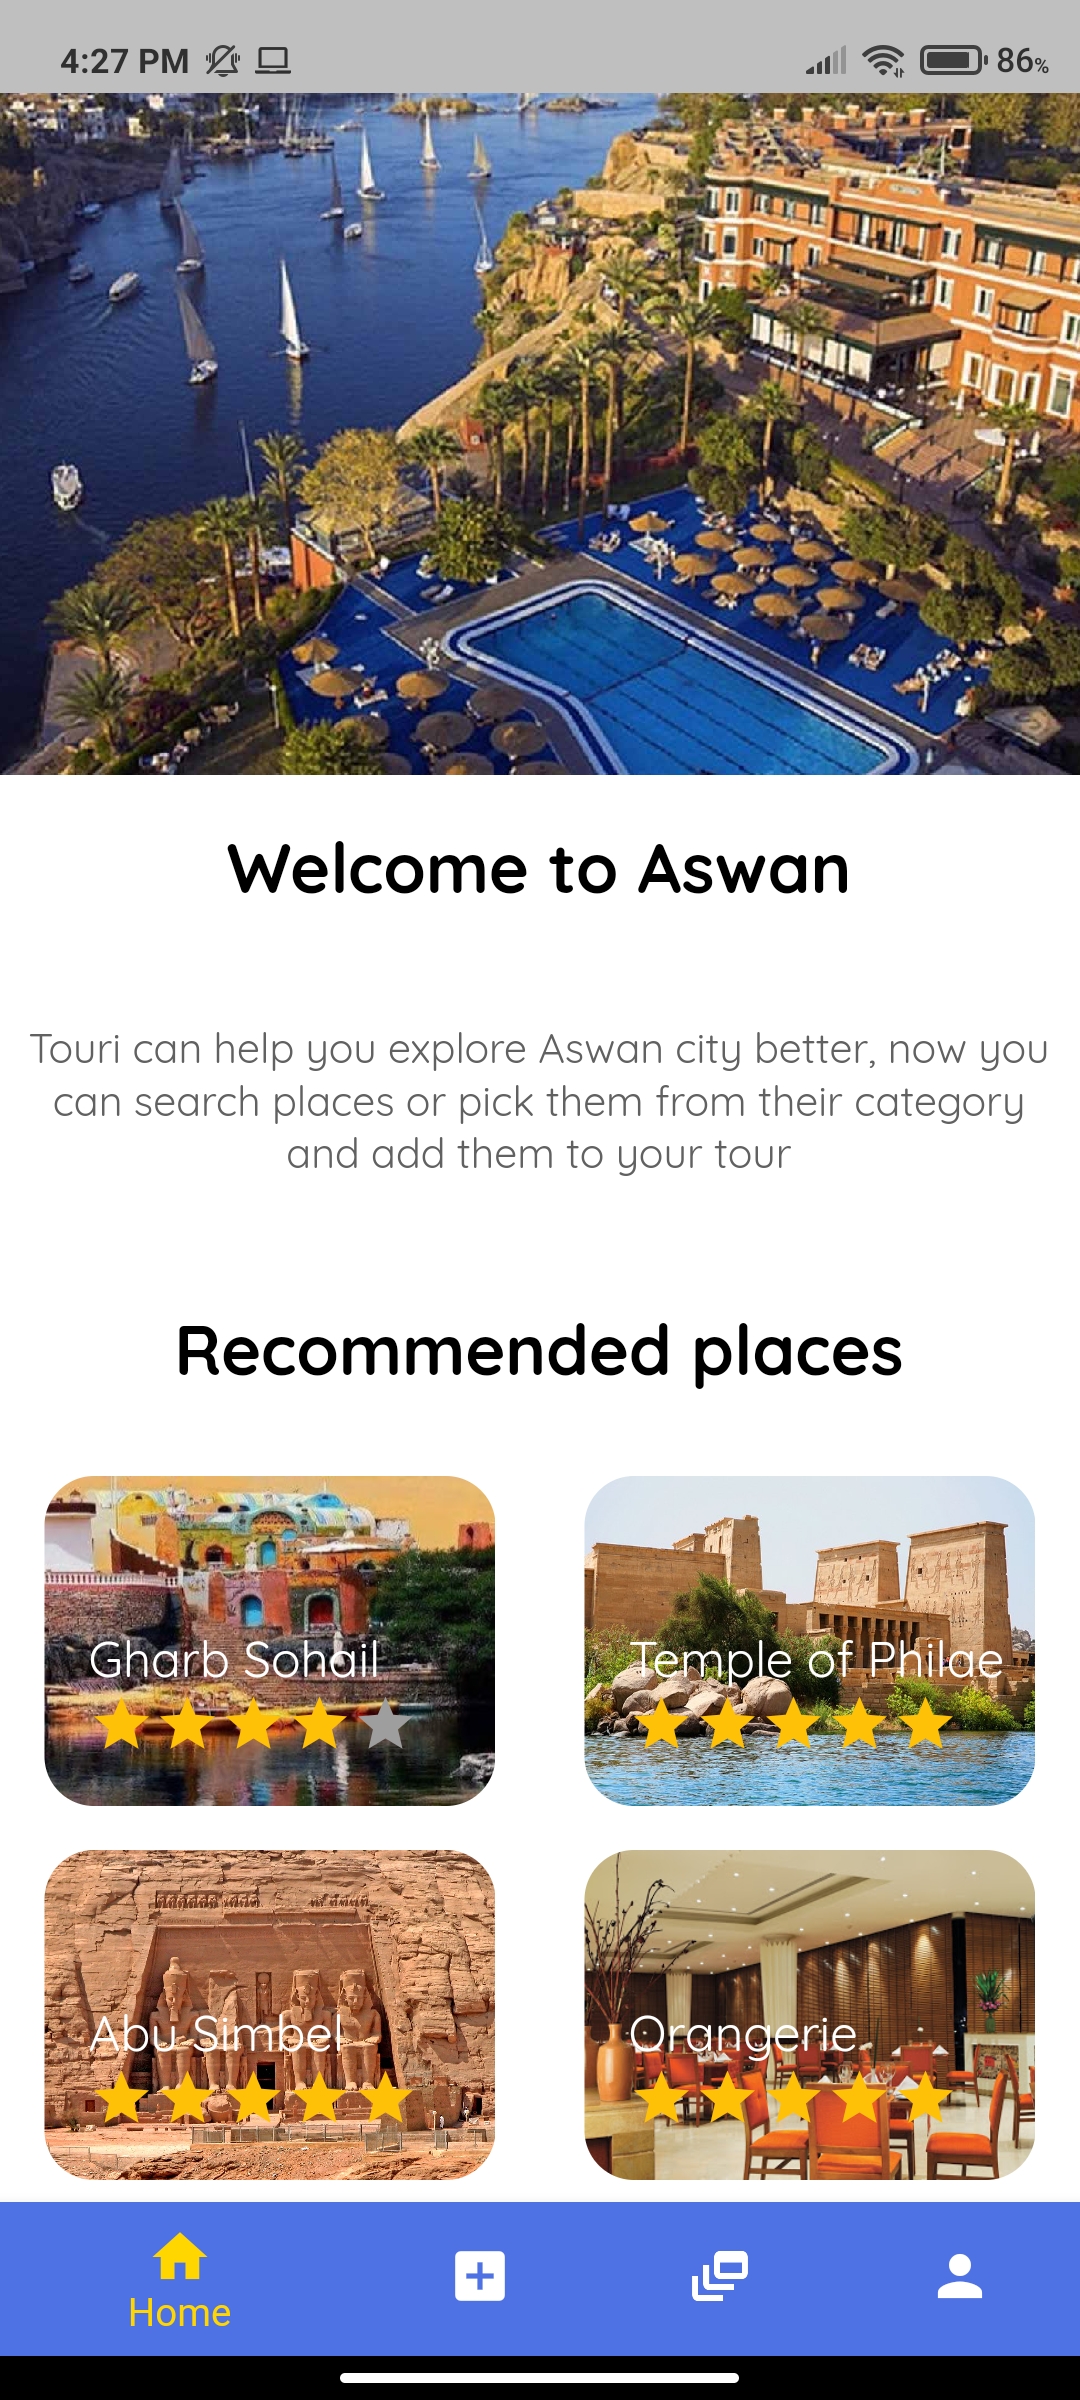 4:27 PM
86%
Welcome to Aswan
Touri can help you explore Aswan city better, now you
can search places or pick them from their category
and add them to your tour
Recommended places
Gharb Sohail
Temple of Philae
Abu Simbel
Orangerie
Home